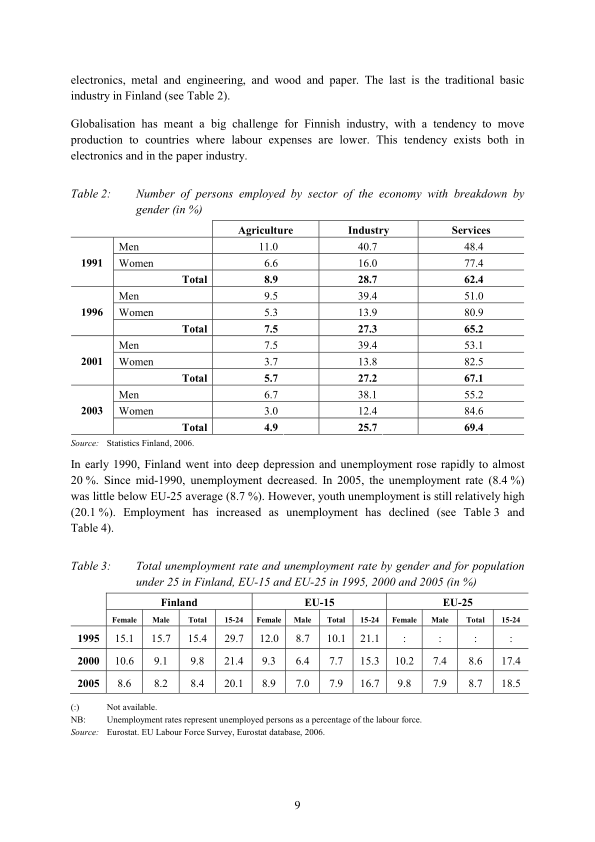 electronics, metal and engineering, and wood and paper. The last is the traditional basic
industry in Finland (see Table 2).
Globalisation has meant a big challenge for Finnish industry, with a tendency to move
production to countries where labour expenses are lower. This tendency exists both in
electronics and in the paper industry.
Table 2: Number of persons employed by sector of the economy with breakdown by
gender (in %)
Agriculture Industry Services
Men 11.0 40.7 48.4
1991 Women 6.6 16.0 77.4
Total 8.9 28.7 62.4
Men 9.5 39.4 51.0
1996 Women 5.3 13.9 80.9
Total 7.5 27.3 65.2
Men 7.5 39.4 53.1
2001 Women 3.7 13.8 82.5
Total 5.7 27.2 67.1
Men 6.7 38.1 55.2
2003 Women 3.0 12.4 84.6
Total 4.9 25.7 69.4
Source: Statistics Finland, 2006.
In early 1990, Finland went into deep depression and unemployment rose rapidly to almost
20 %. Since mid-1990, unemployment decreased. In 2005, the unemployment rate (8.4 %)
was little below EU-25 average (8.7 %). However, youth unemployment is still relatively high
(20.1 %). Employment has increased as unemployment has declined (see Table 3 and
Table 4).
Table 3: Total unemployment rate and unemployment rate by gender and for population
under 25 in Finland, EU-15 and EU-25 in 1995, 2000 and 2005 (in %)
Finland EU-15 EU-25
Female Male Total 15-24 Female Male Total 15-24 Female Male Total 15-24
1995 15.1 15.7 15.4 29.7 12.0 8.7 10.1 21.1 : : : :
2000 10.6 9.1 9.8 21.4 9.3 6.4 7.7 15.3 10.2 7.4 8.6 17.4
2005 8.6 8.2 8.4 20.1 8.9 7.0 7.9 16.7 9.8 7.9 8.7 18.5
(:) Not available.
NB: Unemployment rates represent unemployed persons as a percentage of the labour force.
Source: Eurostat. EU Labour Force Survey, Eurostat database, 2006.
9